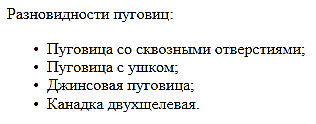 Разновидности пуговиц:
• Пуговица со сквозными отверстиями;
• Пуговица с ушком;
• Джинсовая пуговица;
• Канадка двухщелевая.